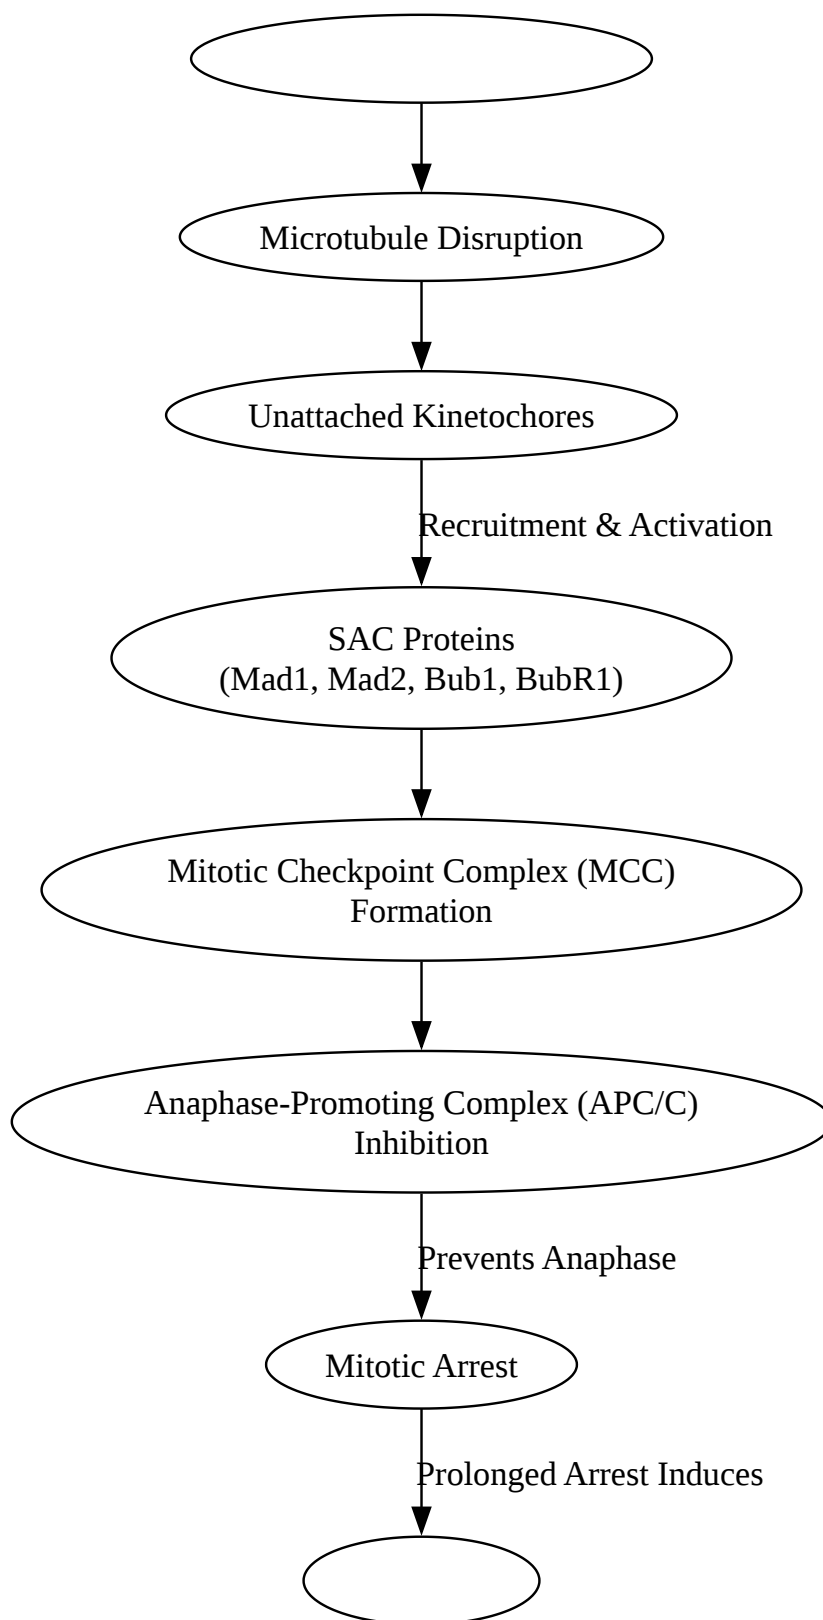 Microtubule Disruption
Unattached Kinetochores
Recruitment & Activation
SAC Proteins
(Mad1, Mad2, Bub1, BubR1)
Mitotic Checkpoint Complex (MCC)
Formation
Anaphase-Promoting Complex (APC/C)
Inhibition
Prevents Anaphase
Mitotic Arrest
Prolonged Arrest Induces